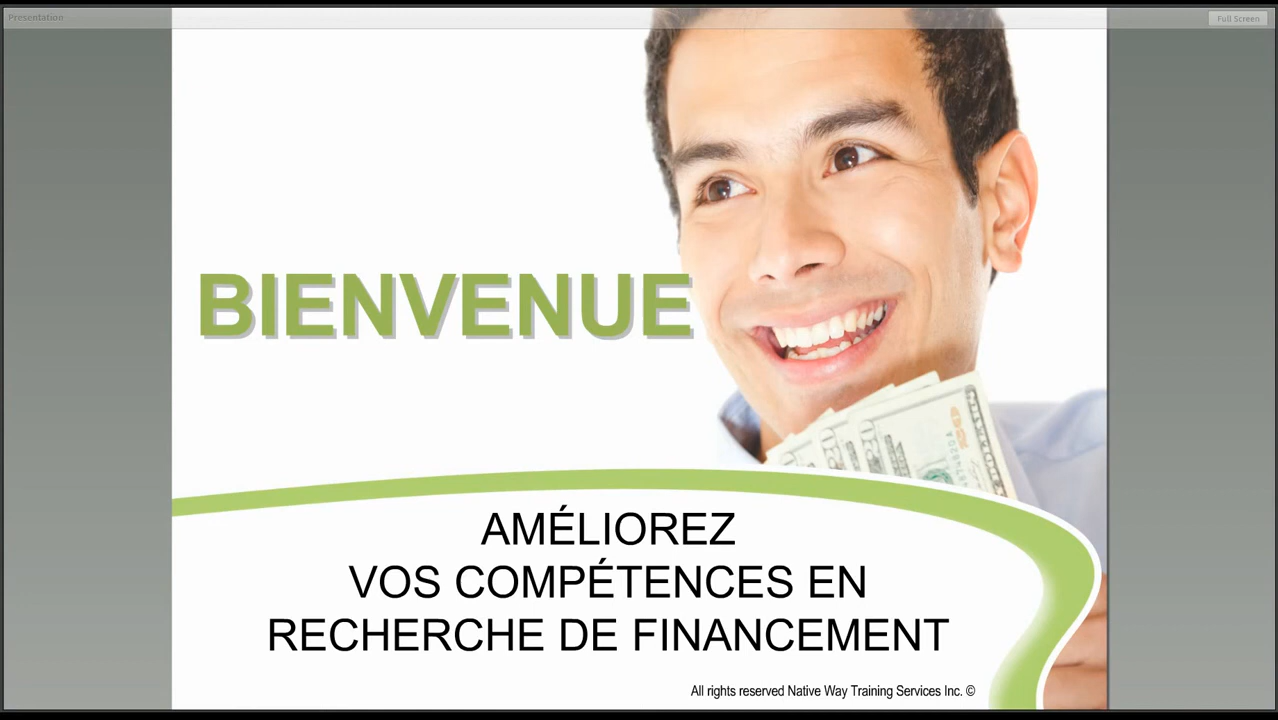 Presentation
Full Screen
BIENVENUE
AMÉLIOREZ
VOS COMPÉTENCES EN
RECHERCHE DE FINANCEMENT
All rights reserved Native Way Training Services Inc. ©